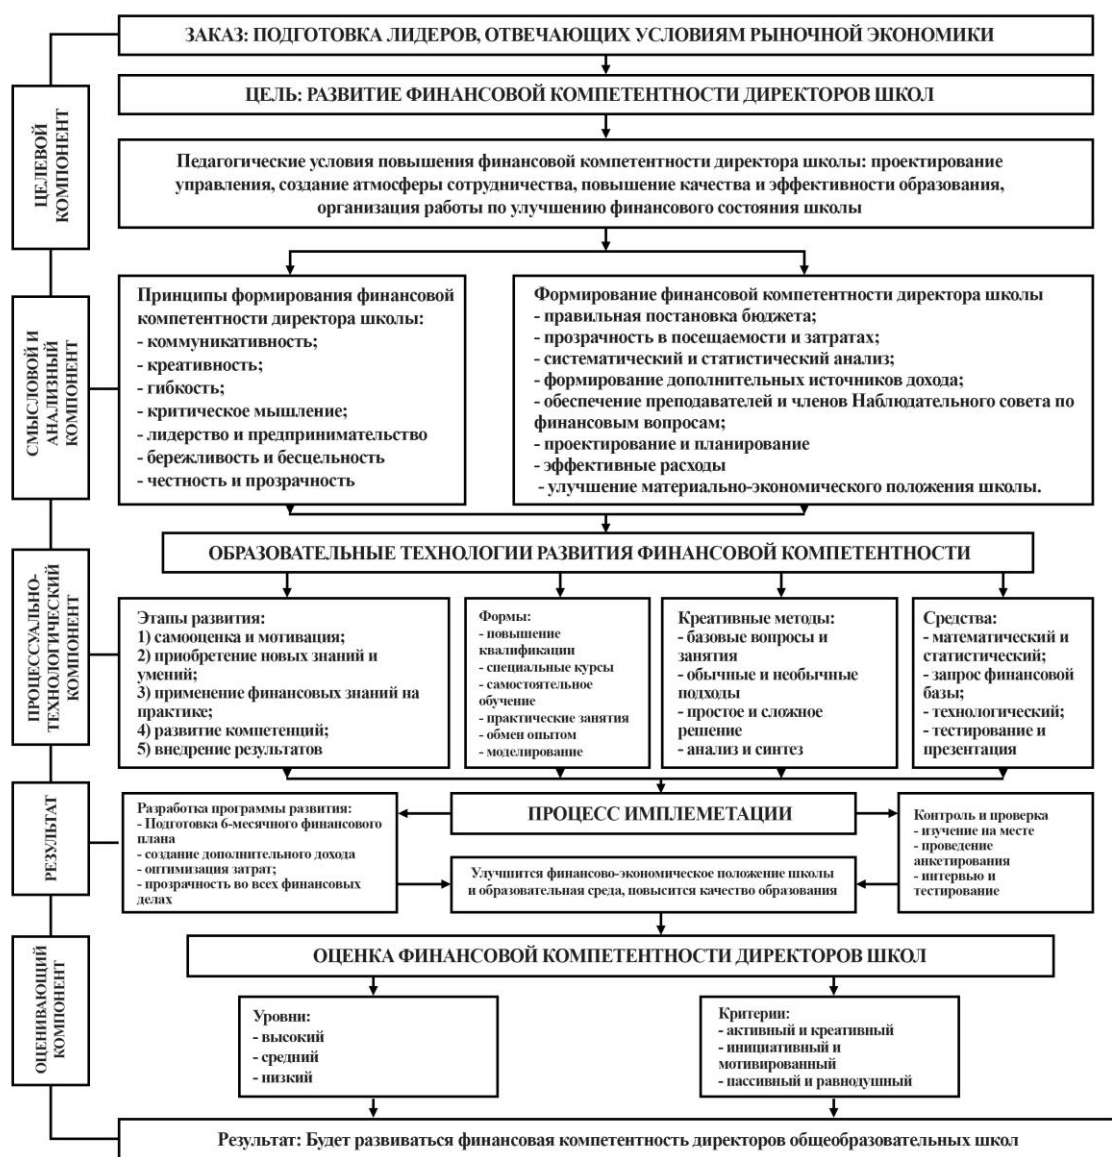 ЗАКАЗ: ПОДГОТОВКА ЛИДЕРОВ, ОТВЕЧАЮЩИХ УСЛОВИЯМ РЫНОЧНОЙ ЭКОНОМИКИ
ЦЕЛЕВОЙ
КОМПОНЕНТ
ЦЕЛЬ: РАЗВИТИЕ ФИНАНСОВОЙ КОМПЕТЕНТНОСТИ ДИРЕКТОРОВ ШКОЛ
Педагогические условия повышения финансовой компетентности директора школы: проектирование
управления, создание атмосферы сотрудничества, повышение качества и эффективности образования,
организация работы по улучшению финансового состояния школы
СМЫСЛОВОЙ И
АНАЛИЗНЫЙ
КОМПОНЕНТ
Принципы формирования финансовой
компетентности директора школы:
- коммуникативность;
- креативность;
- гибкость;
- критическое мышление;
- лидерство и предпринимательство
- бережливость и бесцельность
- честность и прозрачность
Формирование финансовой компетентности директора школы
- правильная постановка бюджета;
- прозрачность в посещаемости и затратах;
- систематический и статистический анализ;
- формирование дополнительных источников дохода;
- обеспечение преподавателей и членов Наблюдательного совета по
финансовым вопросам;
- проектирование и планирование
- эффективные расходы
- улучшение материально-экономического положения школы.
ПРОЦЕССУАЛЬНО-
ТЕХНОЛОГИЧЕСКИЙ
КОМПОНЕНТ
ОБРАЗОВАТЕЛЬНЫЕ ТЕХНОЛОГИИ РАЗВИТИЯ ФИНАНСОВОЙ КОМПЕТЕНТНОСТИ
Этапы развития:
1) самооценка и мотивация;
2) приобретение новых знаний и
умений;
3) применение финансовых знаний на
практике;
4) развитие компетенций;
5) внедрение результатов
Формы:
- повышение
квалификации
- специальные курсы
- самостоятельное
обучение
- практические занятия
- обмен опытом
- моделирование
Креативные методы:
- базовые вопросы и
занятия
- обычные и необычные
подходы
- простое и сложное
решение
- анализ и синтез
Средства:
- математический и
статистический;
- запрос финансовой
базы;
- технологический;
- тестирование и
презентация
РЕЗУЛЬТАТ
Разработка программы развития:
- Подготовка 6-месячного финансового
плана
- создание дополнительного дохода
- оптимизация затрат;
- прозрачность во всех финансовых
делах
ПРОЦЕСС ИМПЛЕМЕТАЦИИ
Улучшится финансово-экономическое положение школы
и образовательная среда, повысится качество образования
Контроль и проверка
- изучение на месте
- проведение
анкетирования
- интервью и
тестирование
ОЦЕНИВАЮЩИЙ
КОМПОНЕНТ
ОЦЕНКА ФИНАНСОВОЙ КОМПЕТЕНТНОСТИ ДИРЕКТОРОВ ШКОЛ
Уровни:
- высокий
- средний
- низкий
Критерии:
- активный и креативный
- инициативный и
мотивированный
- пассивный и равнодушный
Результат: Будет развиваться финансовая компетентность директоров общеобразовательных школ